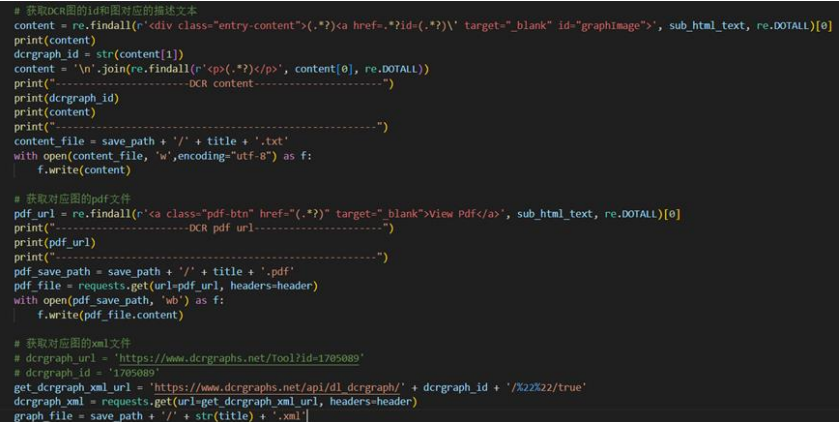 # 获取DCR图的id和图对应的描述文本
content = re.findall(r'<div class="entry-content">(.*?)<a href=.*?id=(.*?)\' target="_blank" id="graphImage">', sub_html_text, re.DOTALL)[0]
print(content)
dcrgraph_id = str(content[1])
content = '\n'.join(re.findall(r'<p>(.*?)</p>', content[0], re.DOTALL))
print("-----------------------DCR content----------------------")
print(dcrgraph_id)
print(content)
print("-------------------------------------------------------")
content_file = save_path + '/' + title + '.txt'
with open(content_file, 'w',encoding="utf-8") as f:
    f.write(content)
# 获取对应图的pdf文件
pdf_url = re.findall(r'<a class="pdf-btn" href="(.*?)" target="_blank">View Pdf</a>', sub_html_text, re.DOTALL)[0]
print("-----------------------DCR pdf url----------------------")
print(pdf_url)
print("-------------------------------------------------------")
pdf_save_path = save_path + '/' + title + '.pdf'
pdf_file = requests.get(url=pdf_url, headers=header)
with open(pdf_save_path, 'wb') as f:
    f.write(pdf_file.content)
# 获取对应图的xml文件
# dcrgraph_url = 'https://www.dcrgraphs.net/Tool?id=1705089'
# dcrgraph_id = '1705089'
get_dcrgraph_xml_url = 'https://www.dcrgraphs.net/api/dl_dcrgraph/' + dcrgraph_id + '/%22%22/true'
dcrgraph_xml = requests.get(url=get_dcrgraph_xml_url, headers=header)
graph_file = save_path + '/' + str(title) + '.xml'